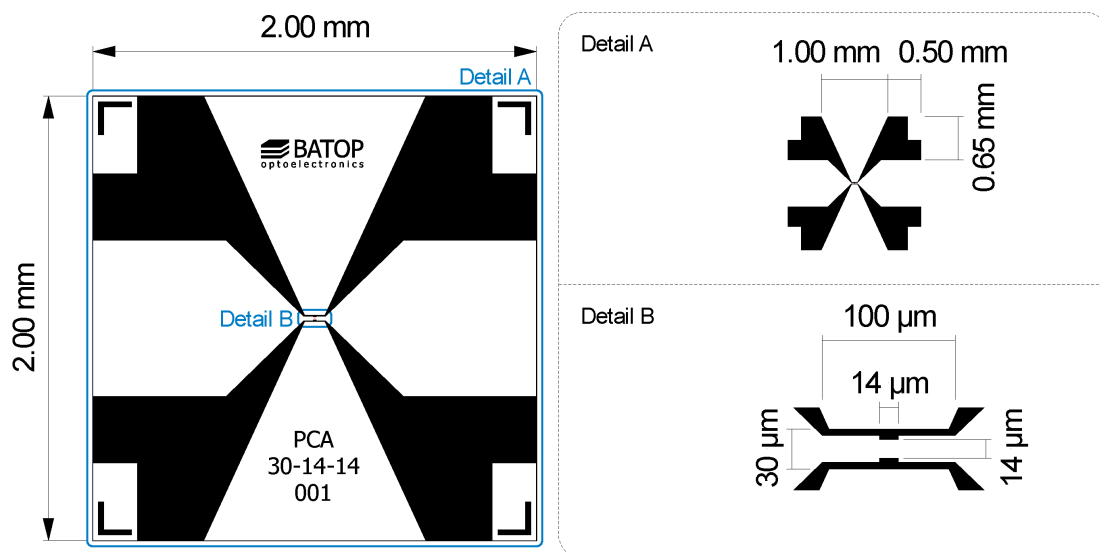 2.00 mm
Detail A
BATOP
optoelectronics
2.00 mm
Detail B
PCA
30-14-14
001
Detail A
1.00 mm
0.50 mm
0.65 mm
Detail B
100 µm
14 µm
30 µm
14 µm